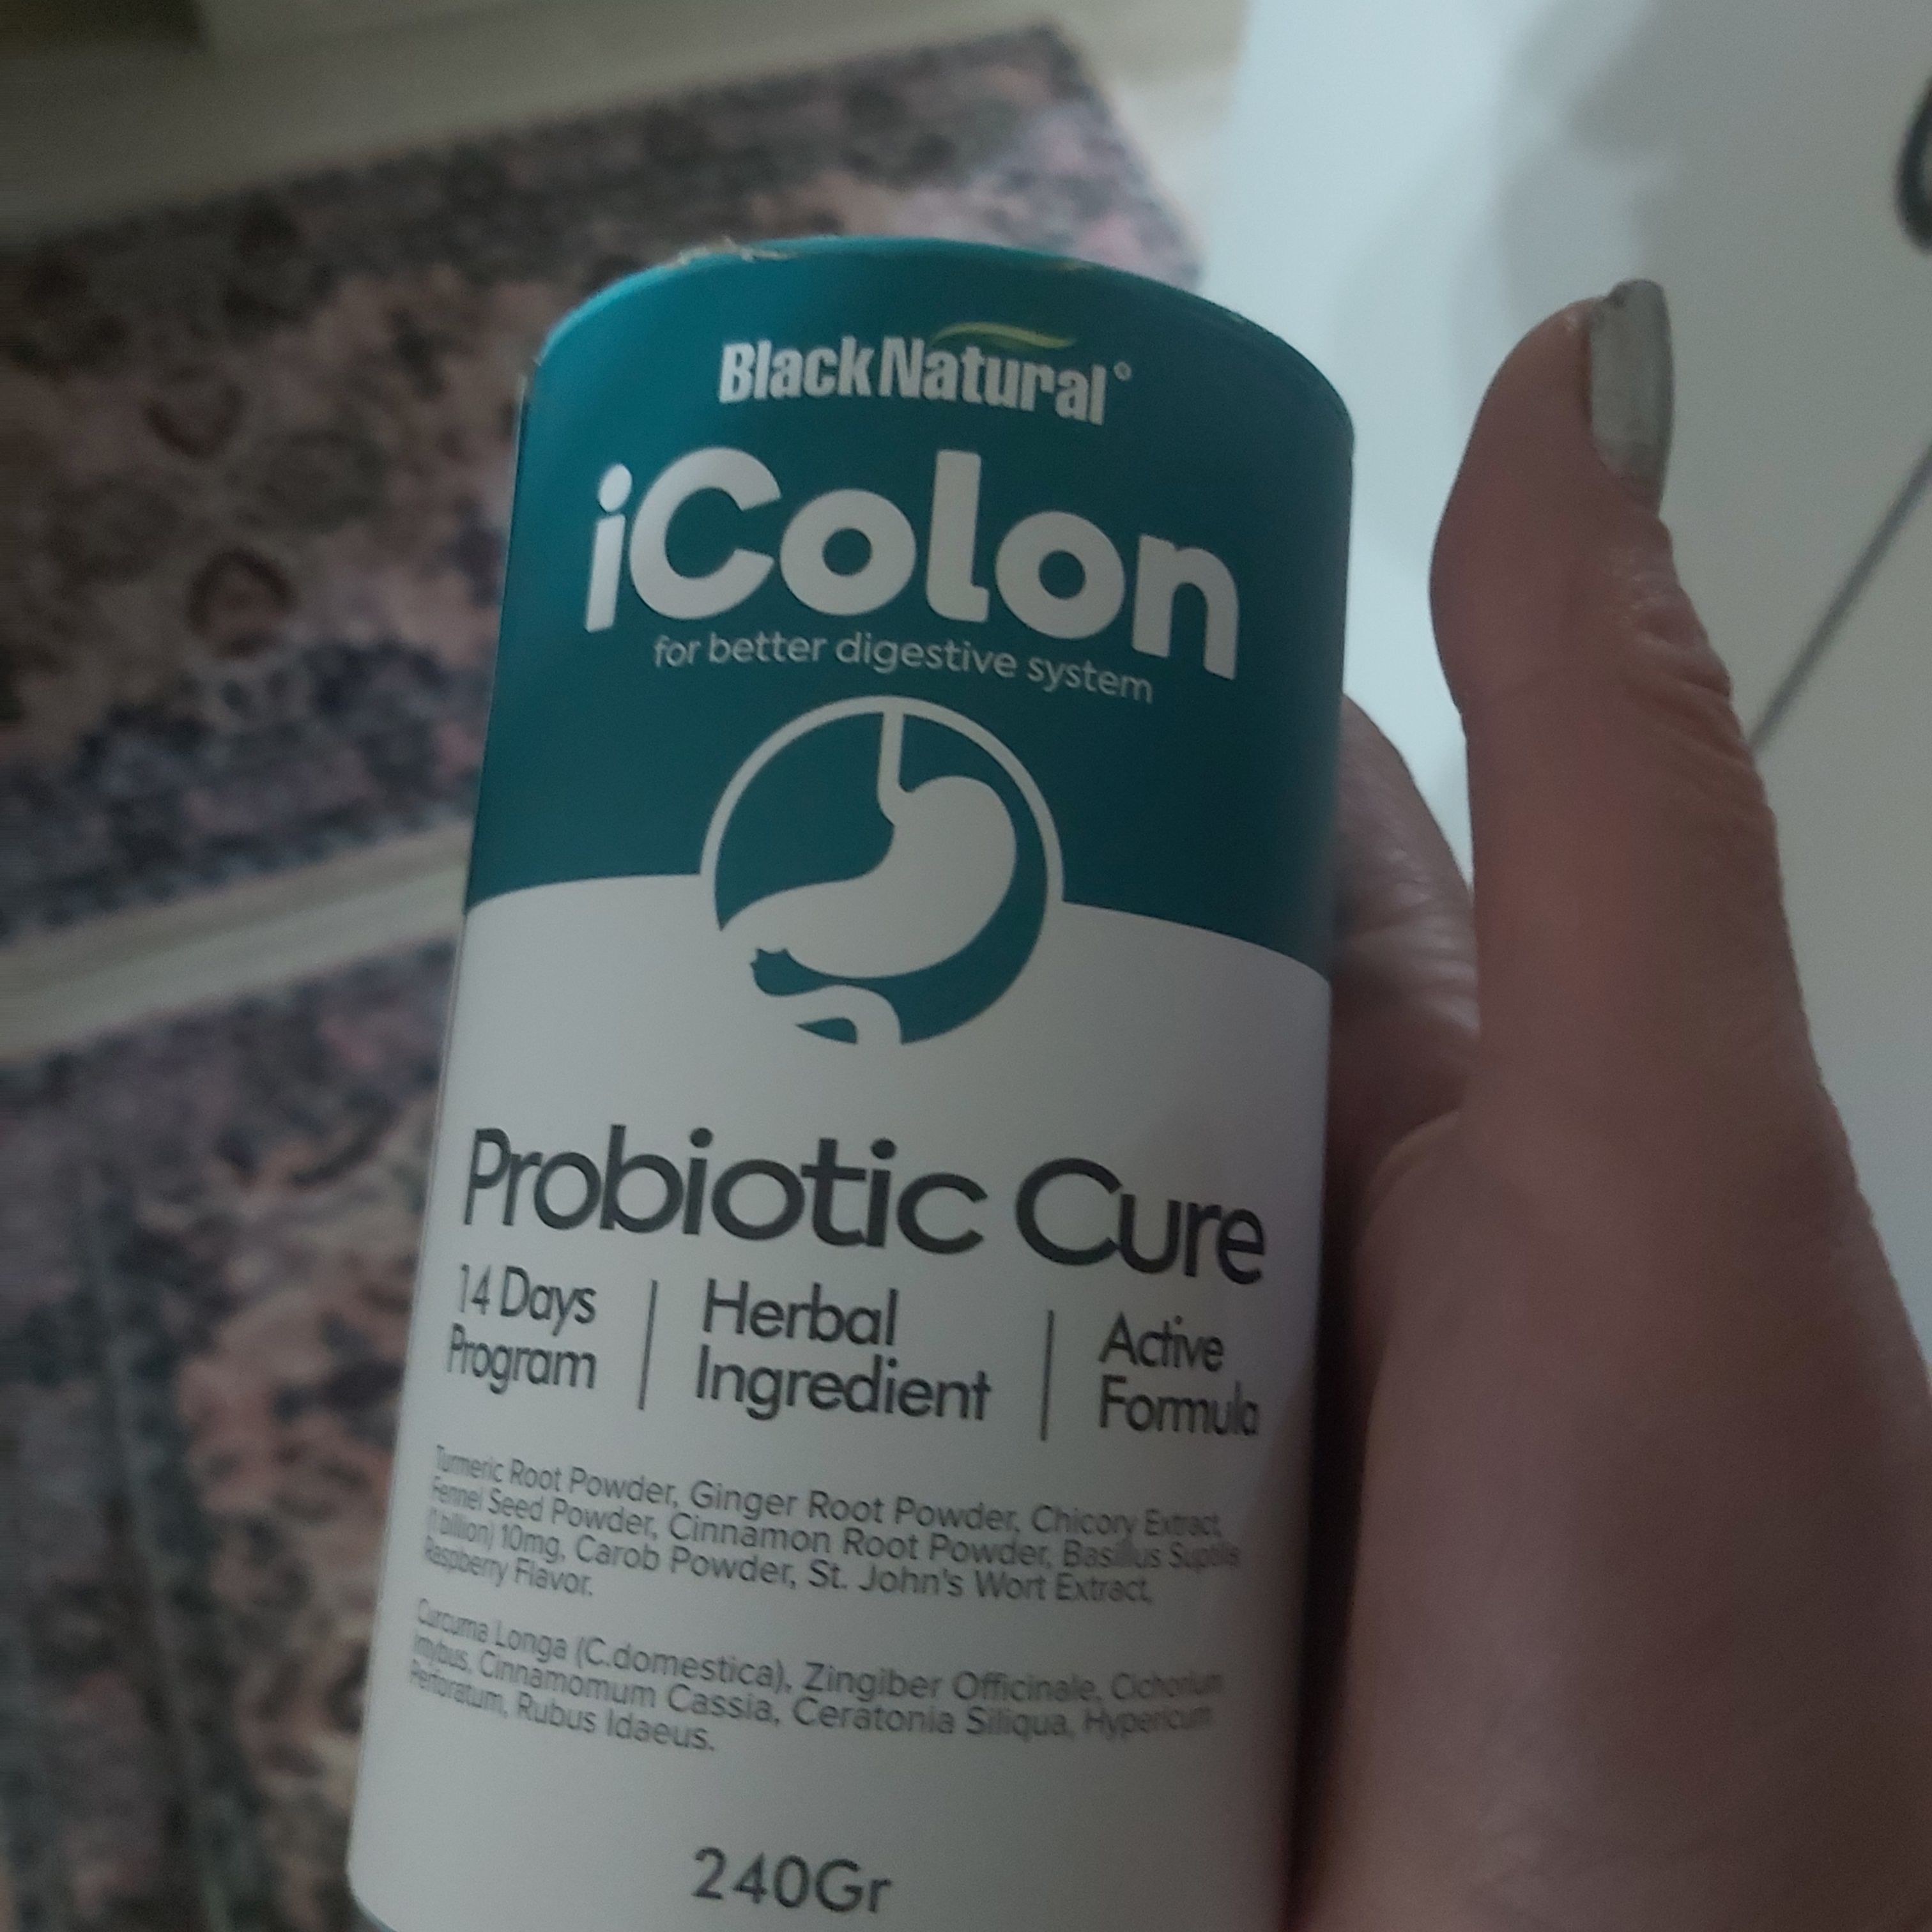 BlackNatural®
iColon
for better digestive system
Probiotic Cure
14 Days
Program
Herbal
Ingredient
Active
Formula
Turmeric Root Powder, Ginger Root Powder, Chicory Extract,
Fennel Seed Powder, Cinnamon Root Powder, Basillus Suptilis
(1 billion) 10mg, Carob Powder, St. John's Wort Extract,
Raspberry Flavor.
Curcuma Longa (C.domestica), Zingiber Officinale, Cichorium
Intybus, Cinnamomum Cassia, Ceratonia Siliqua, Hypericum
Perforatum, Rubus Idaeus.
240Gr